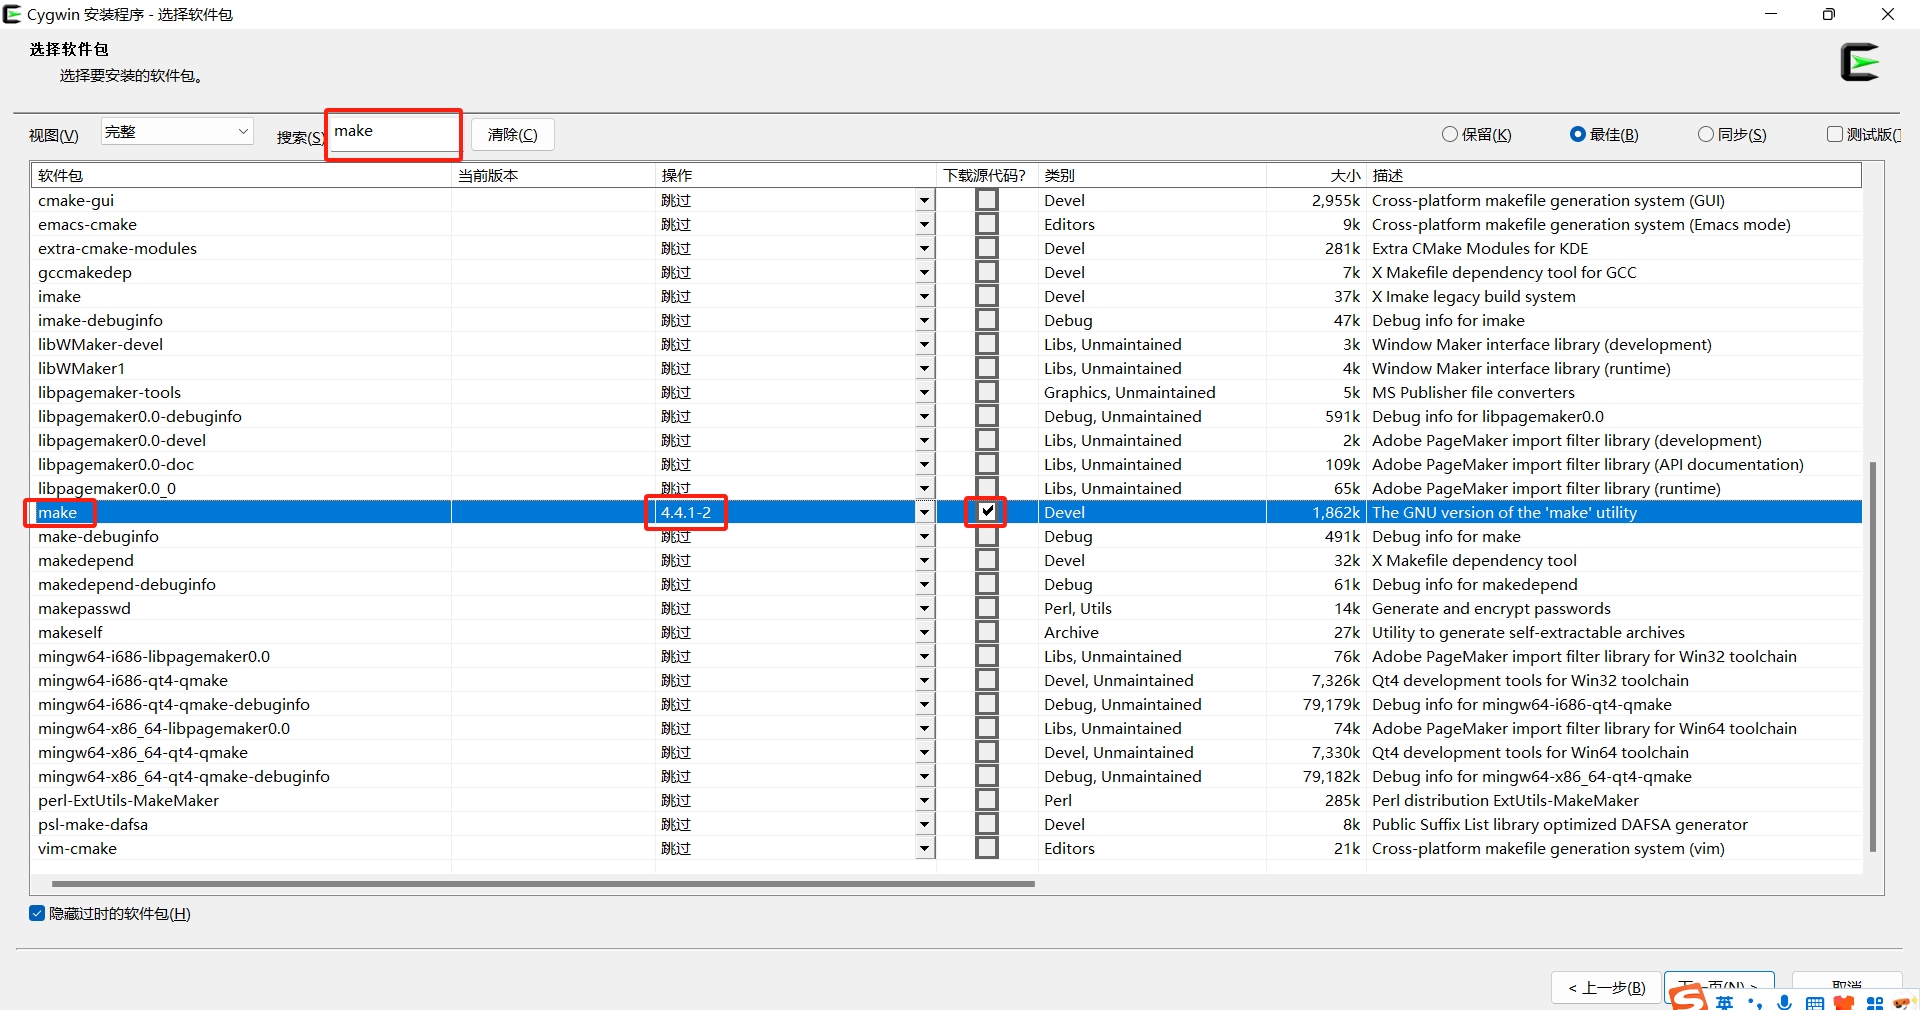 Cygwin 安装程序 - 选择软件包
选择软件包
选择要安装的软件包。
视图(V) 完整 搜索(S) make 清除(C) 保留(K) 最佳(B) 同步(S) 测试版(T
软件包 当前版本 操作 下载源代码? 类别 大小 描述
cmake-gui 跳过 Devel 2,955k Cross-platform makefile generation system (GUI)
emacs-cmake 跳过 Editors 9k Cross-platform makefile generation system (Emacs mode)
extra-cmake-modules 跳过 Devel 281k Extra CMake Modules for KDE
gccmakedep 跳过 Devel 7k X Makefile dependency tool for GCC
imake 跳过 Devel 37k X Imake legacy build system
imake-debuginfo 跳过 Debug 47k Debug info for imake
libWMaker-devel 跳过 Libs, Unmaintained 3k Window Maker interface library (development)
libWMaker1 跳过 Libs, Unmaintained 4k Window Maker interface library (runtime)
libpagemaker-tools 跳过 Graphics, Unmaintained 5k MS Publisher file converters
libpagemaker0.0-debuginfo 跳过 Debug, Unmaintained 591k Debug info for libpagemaker0.0
libpagemaker0.0-devel 跳过 Libs, Unmaintained 2k Adobe PageMaker import filter library (development)
libpagemaker0.0-doc 跳过 Libs, Unmaintained 109k Adobe PageMaker import filter library (API documentation)
libpagemaker0.0_0 跳过 Libs, Unmaintained 65k Adobe PageMaker import filter library (runtime)
make 4.4.1-2 Devel 1,862k The GNU version of the 'make' utility
make-debuginfo 跳过 Debug 491k Debug info for make
makedepend 跳过 Devel 32k X Makefile dependency tool
makedepend-debuginfo 跳过 Debug 61k Debug info for makedepend
makepasswd 跳过 Perl, Utils 14k Generate and encrypt passwords
makeself 跳过 Archive 27k Utility to generate self-extractable archives
mingw64-i686-libpagemaker0.0 跳过 Libs, Unmaintained 76k Adobe PageMaker import filter library for Win32 toolchain
mingw64-i686-qt4-qmake 跳过 Devel, Unmaintained 7,326k Qt4 development tools for Win32 toolchain
mingw64-i686-qt4-qmake-debuginfo 跳过 Debug, Unmaintained 79,179k Debug info for mingw64-i686-qt4-qmake
mingw64-x86_64-libpagemaker0.0 跳过 Libs, Unmaintained 74k Adobe PageMaker import filter library for Win64 toolchain
mingw64-x86_64-qt4-qmake 跳过 Devel, Unmaintained 7,330k Qt4 development tools for Win64 toolchain
mingw64-x86_64-qt4-qmake-debuginfo 跳过 Debug, Unmaintained 79,182k Debug info for mingw64-x86_64-qt4-qmake
perl-ExtUtils-MakeMaker 跳过 Perl 285k Perl distribution ExtUtils-MakeMaker
psl-make-dafsa 跳过 Devel 8k Public Suffix List library optimized DAFSA generator
vim-cmake 跳过 Editors 21k Cross-platform makefile generation system (vim)
隐藏过时的软件包(H)
< 上一步(B) 下一页(N) > 取消
英